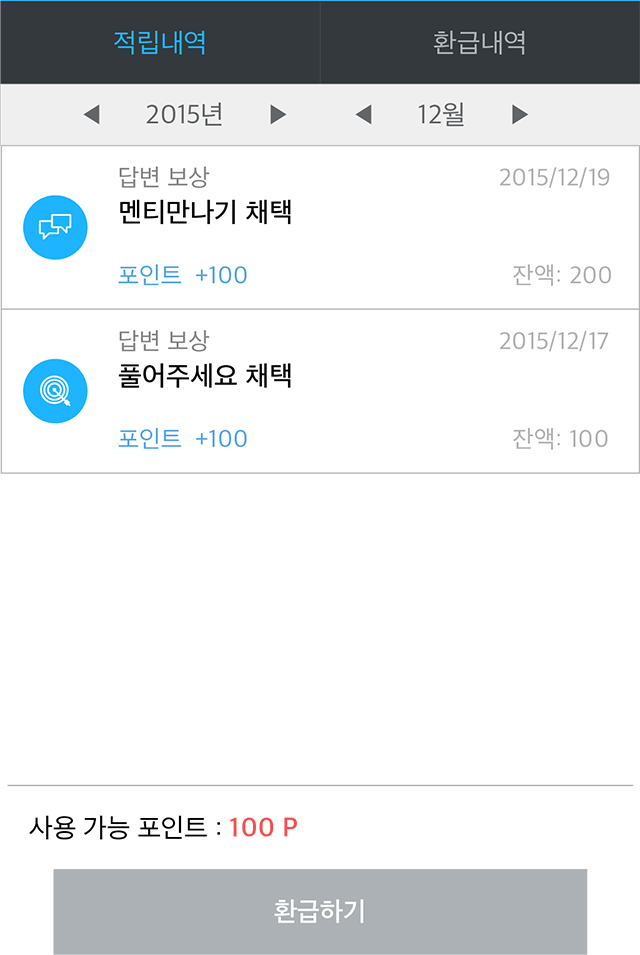 적립내역 환급내역
◀ 2015년 ▶ ◀ 12월 ▶
답변 보상 2015/12/19
멘티만나기 채택
포인트 +100 잔액: 200
답변 보상 2015/12/17
풀어주세요 채택
포인트 +100 잔액: 100
사용 가능 포인트 : 100 P
환급하기